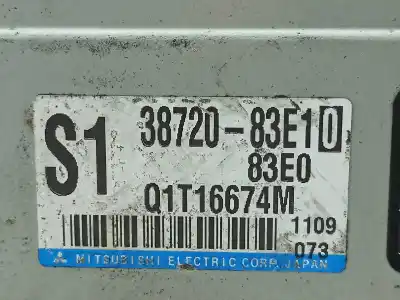 S1 38720-83E10
83E0
Q1T16674M
1109
073
MITSUBISHI ELECTRIC CORP. JAPAN